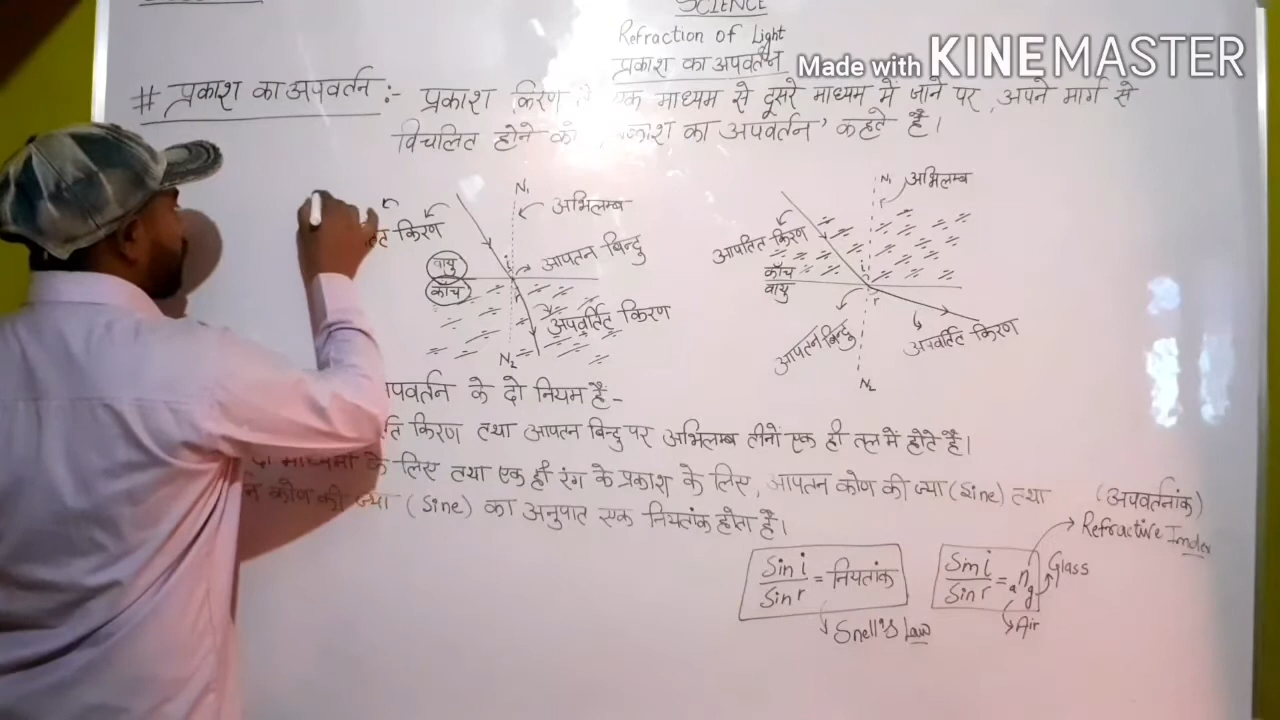 SCIENCE
Refraction of Light
प्रकाश का अपवर्तन
Made with KINEMASTER
# प्रकाश का अपवर्तन :- प्रकाश किरण एक माध्यम से दूसरे माध्यम में जाने पर, अपने मार्ग से
विचलित होने को का अपवर्तन' कहते हैं।
N₁
अभिलम्ब
किरण
आपतन बिन्दु
वायु
काँच
i
r
अपवर्तित किरण
N₂
N₁
अभिलम्ब
आपतित किरण
काँच
वायु
i
r
आपतन बिन्दु
अपवर्तित किरण
N₂
के दो नियम हैं-
किरण तथा आपतन बिन्दु पर अभिलम्ब तीनों एक ही तल में होते हैं।
के लिए तथा एक ही रंग के प्रकाश के लिए, आपतन कोण की ज्या (Sine) तथा
कोण की ज्या (Sine) का अनुपात एक नियतांक होता है।
(अपवर्तनांक)
Refractive Index
Sin i / Sin r = नियतांक
Snell's Law
Sin i / Sin r = ₐn_g
Glass
Air